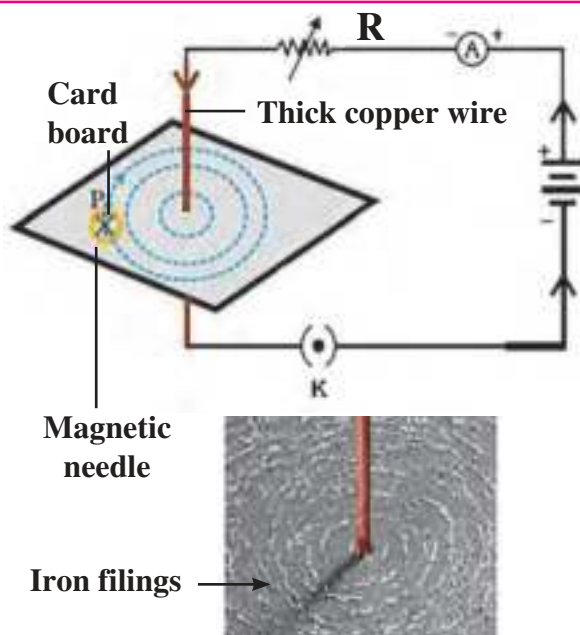 R
− A +
Card
board
Thick copper wire
P
+
−
K
Magnetic
needle
Iron filings